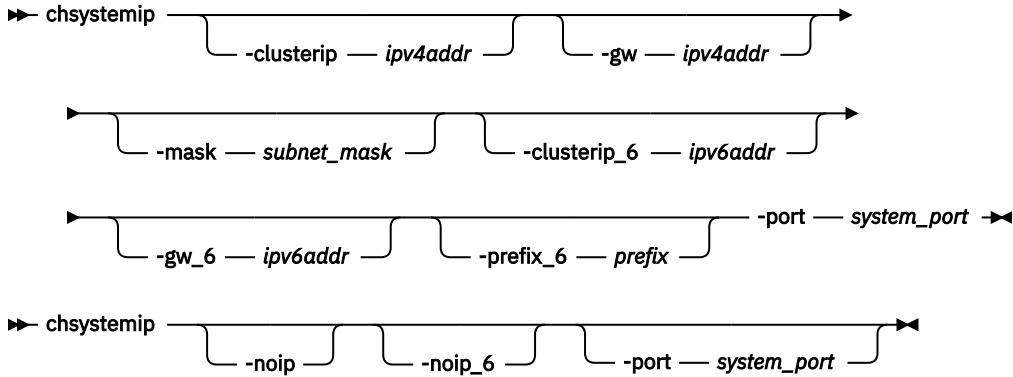 chsystemip
-clusterip ipv4addr -gw ipv4addr
-mask subnet_mask -clusterip_6 ipv6addr
-port system_port
-gw_6 ipv6addr -prefix_6 prefix
chsystemip
-noip -noip_6 -port system_port